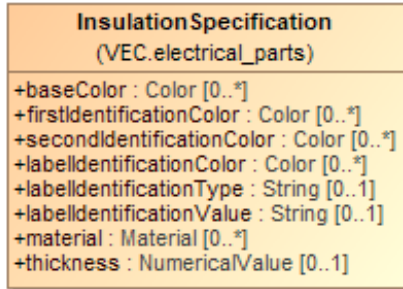 InsulationSpecification
(VEC.electrical_parts)
+baseColor : Color [0..*]
+firstIdentificationColor : Color [0..*]
+secondIdentificationColor : Color [0..*]
+labelIdentificationColor : Color [0..*]
+labelIdentificationType : String [0..1]
+labelIdentificationValue : String [0..1]
+material : Material [0..*]
+thickness : NumericalValue [0..1]